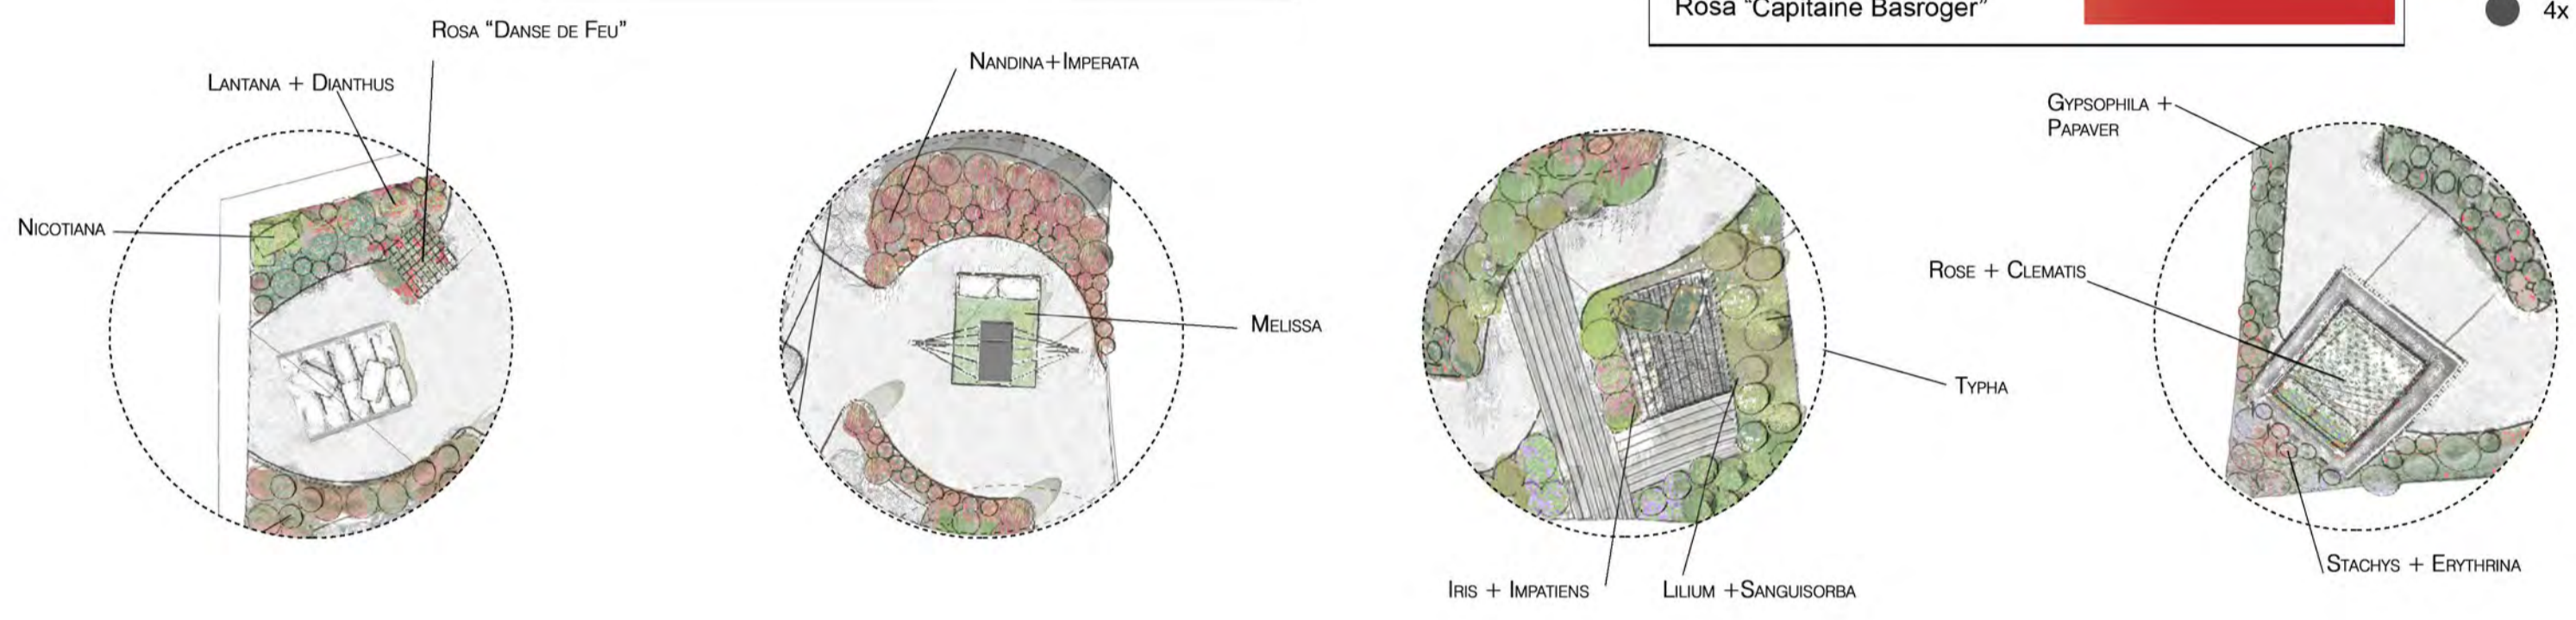 Rosa “Capitaine Basroger”
4x
Rosa “Danse de Feu”
Lantana + Dianthus
Nicotiana
Nandina+Imperata
Melissa
Typha
Iris + Impatiens
Lilium +Sanguisorba
Gypsophila +
Papaver
Rose + Clematis
Stachys + Erythrina